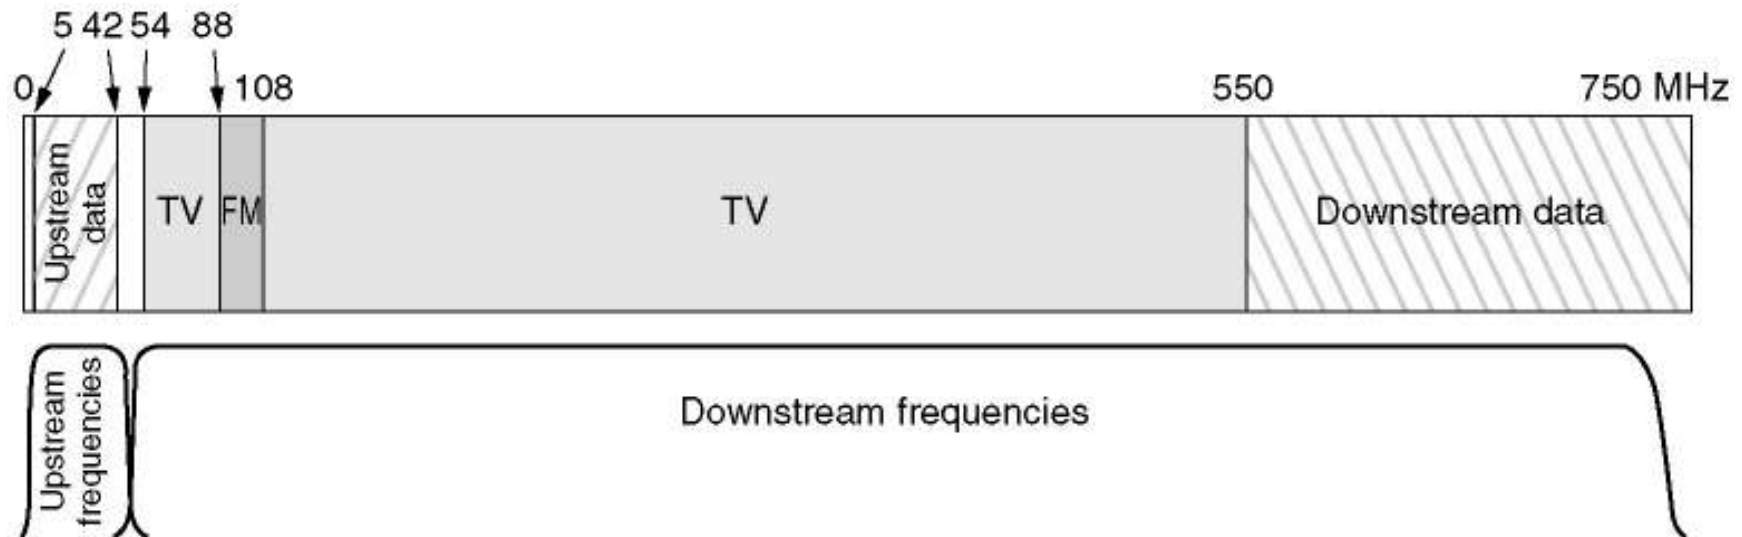 5 42 54 88
0 108 550 750 MHz
Upstream
data
TV FM TV Downstream data
Upstream
frequencies
Downstream frequencies